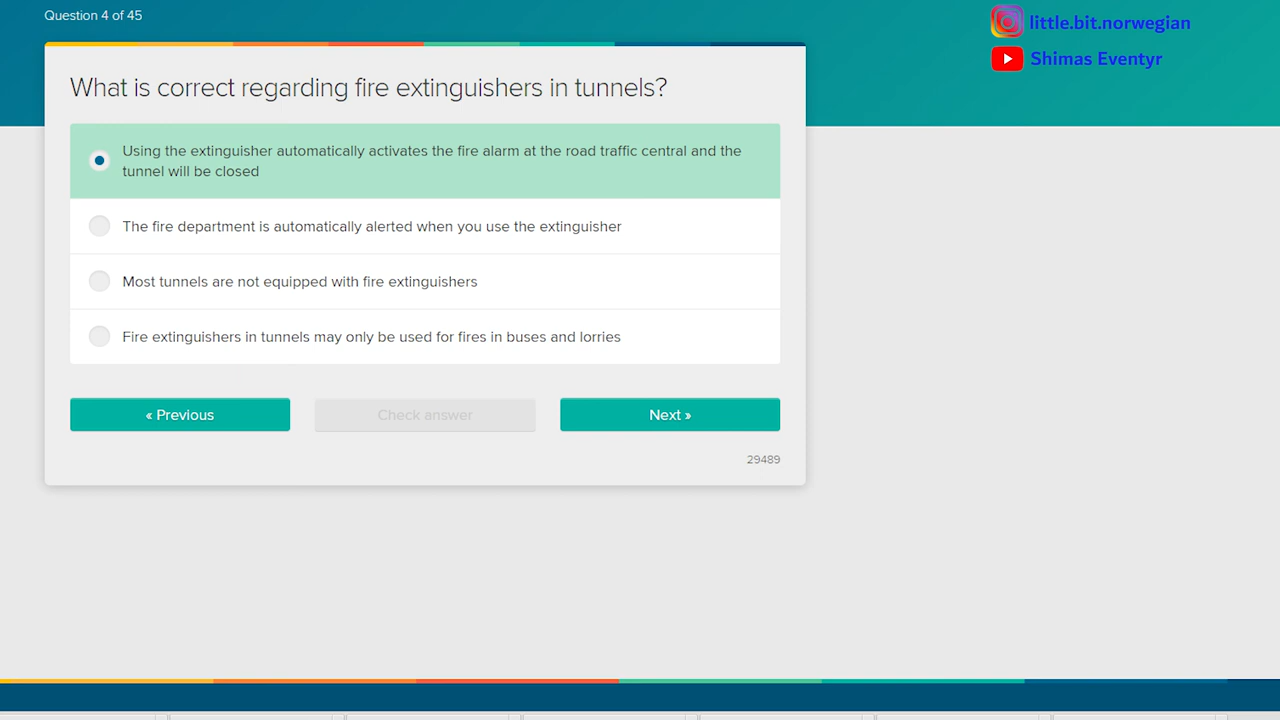 Question 4 of 45
little.bit.norwegian
Shimas Eventyr
What is correct regarding fire extinguishers in tunnels?
Using the extinguisher automatically activates the fire alarm at the road traffic central and the
tunnel will be closed
The fire department is automatically alerted when you use the extinguisher
Most tunnels are not equipped with fire extinguishers
Fire extinguishers in tunnels may only be used for fires in buses and lorries
« Previous
Check answer
Next »
29489